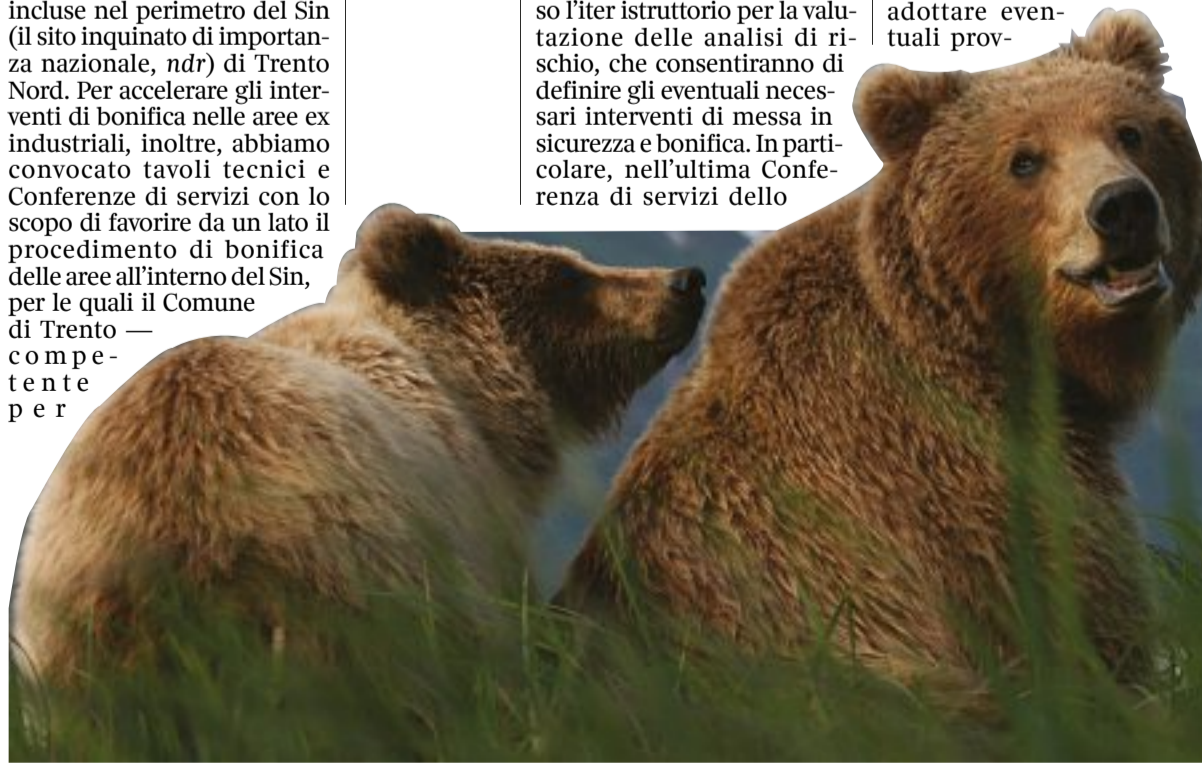 incluse nel perimetro del Sin
(il sito inquinato di importan-
za nazionale, ndr) di Trento
Nord. Per accelerare gli inter-
venti di bonifica nelle aree ex
industriali, inoltre, abbiamo
convocato tavoli tecnici e
Conferenze di servizi con lo
scopo di favorire da un lato il
procedimento di bonifica
delle aree all'interno del Sin,
per le quali il Comune
di Trento —
compe-
tente
per
so l'iter istruttorio per la valu-
tazione delle analisi di ri-
schio, che consentiranno di
definire gli eventuali neces-
sari interventi di messa in
sicurezza e bonifica. In parti-
colare, nell'ultima Confe-
renza di servizi dello
adottare even-
tuali prov-